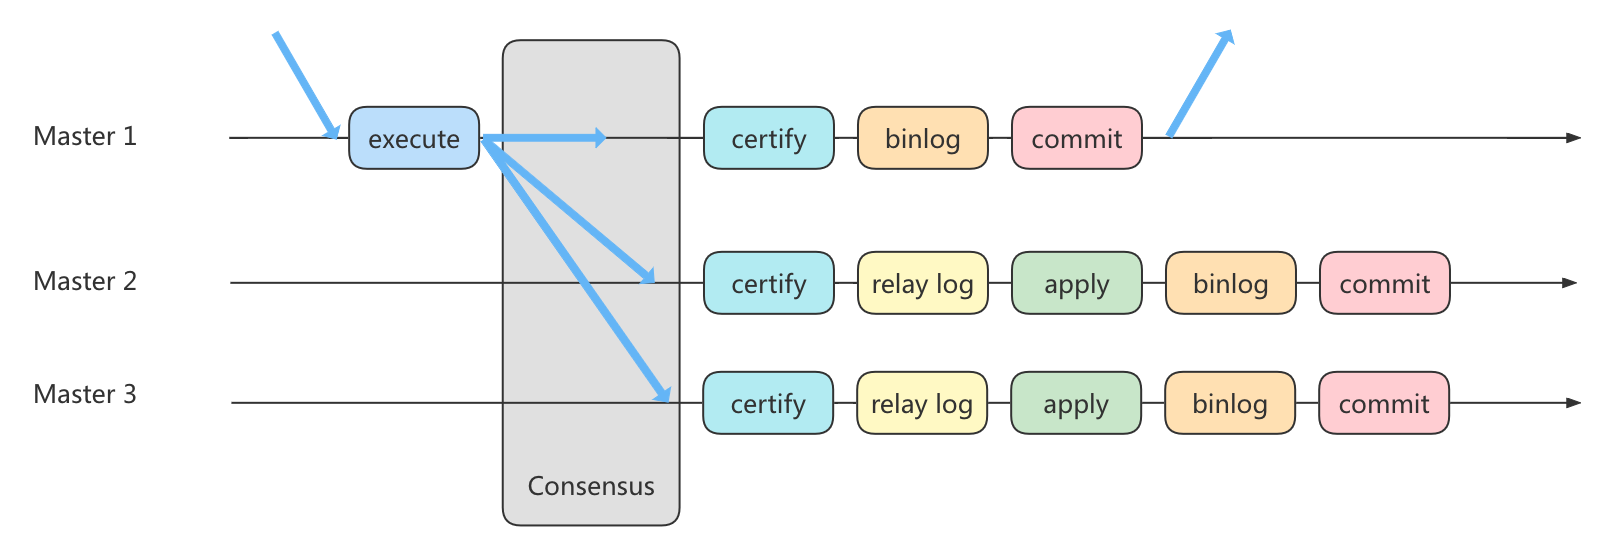 Master 1
execute
certify
binlog
commit
Master 2
certify
relay log
apply
binlog
commit
Master 3
certify
relay log
apply
binlog
commit
Consensus